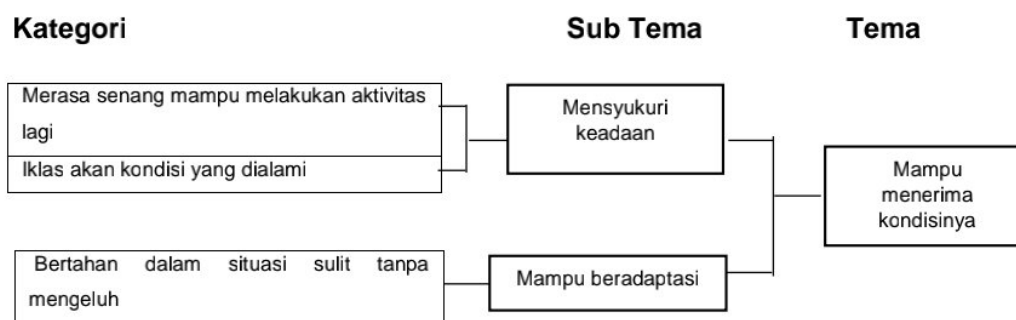 Kategori
Sub Tema
Tema
Merasa senang mampu melakukan aktivitas
lagi
Iklas akan kondisi yang dialami
Mensyukuri
keadaan
Mampu
menerima
kondisinya
Bertahan dalam situasi sulit tanpa
mengeluh
Mampu beradaptasi